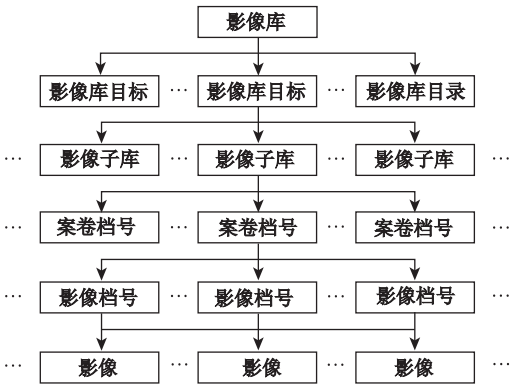 影像库
影像库目标 … 影像库目标 … 影像库目录
… 影像子库 … 影像子库 … 影像子库 …
… 案卷档号 … 案卷档号 … 案卷档号 …
… 影像档号 … 影像档号 … 影像档号 …
… 影像 … 影像 … 影像 …